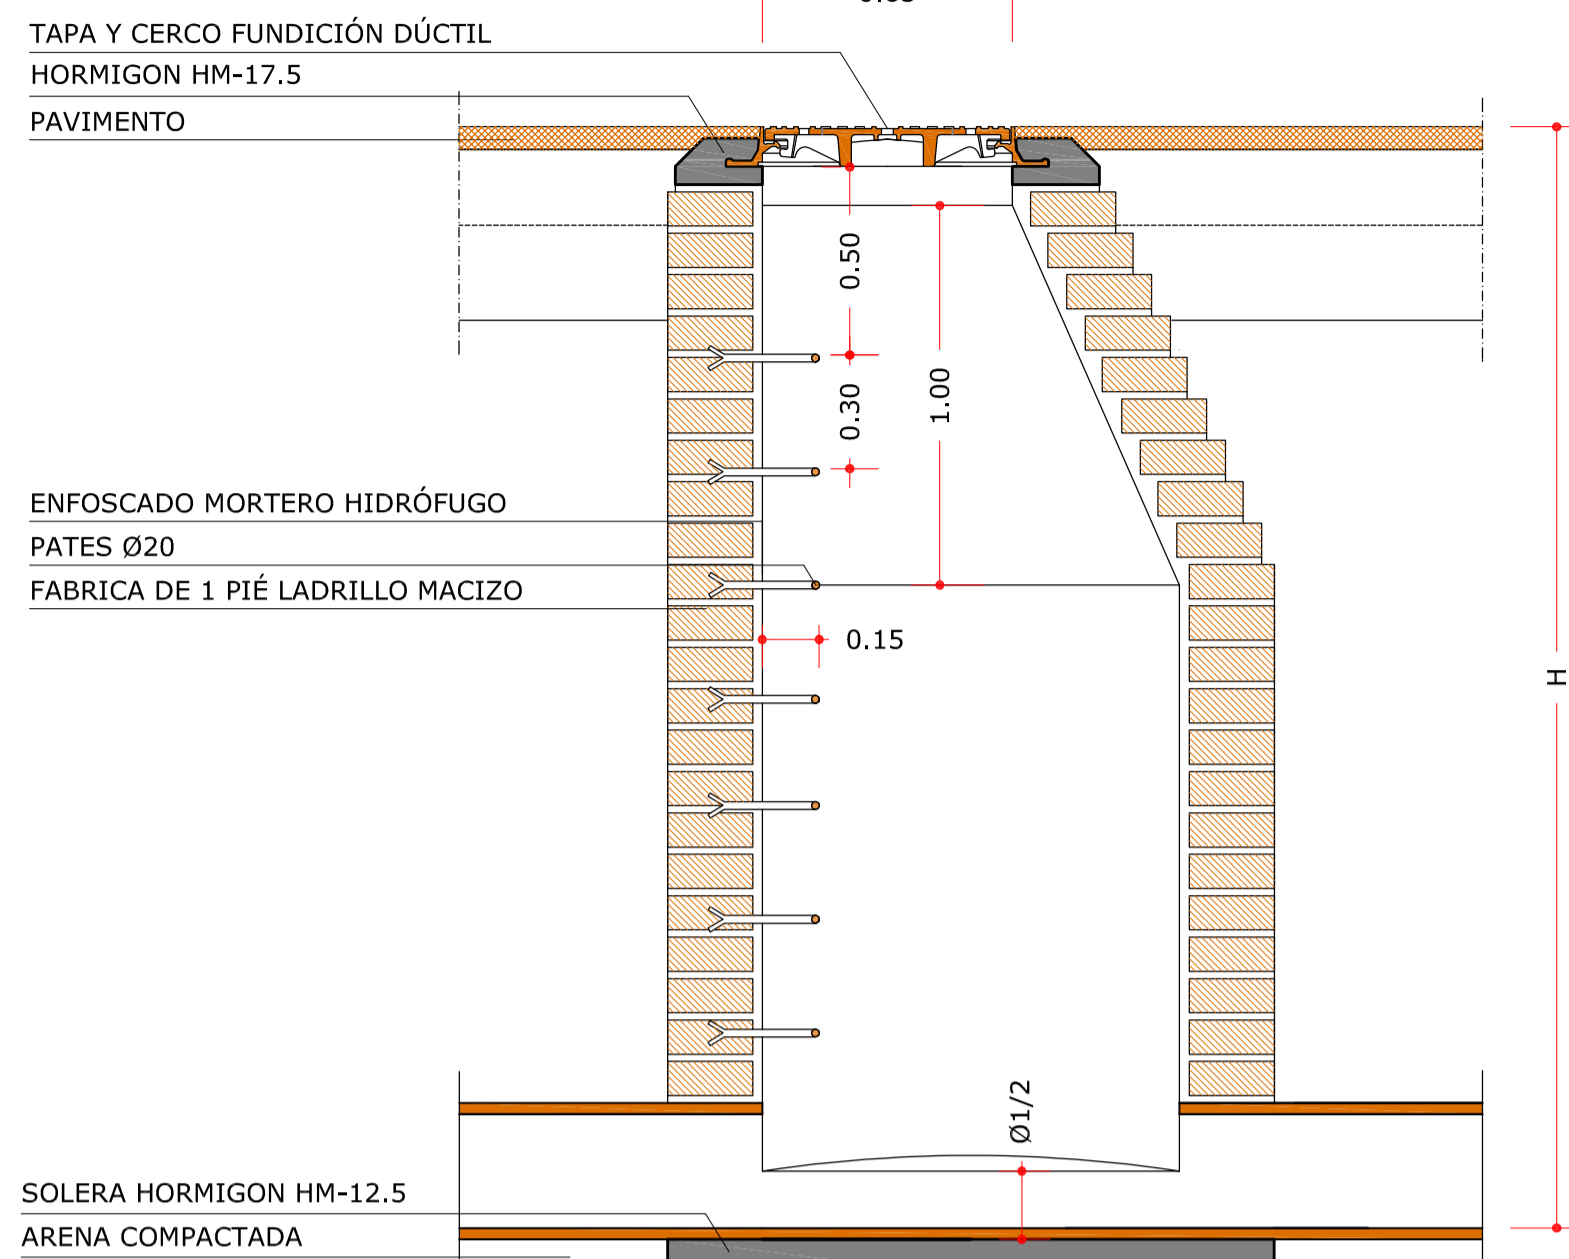 TAPA Y CERCO FUNDICIÓN DÚCTIL
HORMIGON HM-17.5
PAVIMENTO
0.50
0.30
1.00
ENFOSCADO MORTERO HIDRÓFUGO
PATES Ø20
FABRICA DE 1 PIÉ LADRILLO MACIZO
0.15
H
Ø1/2
SOLERA HORMIGON HM-12.5
ARENA COMPACTADA